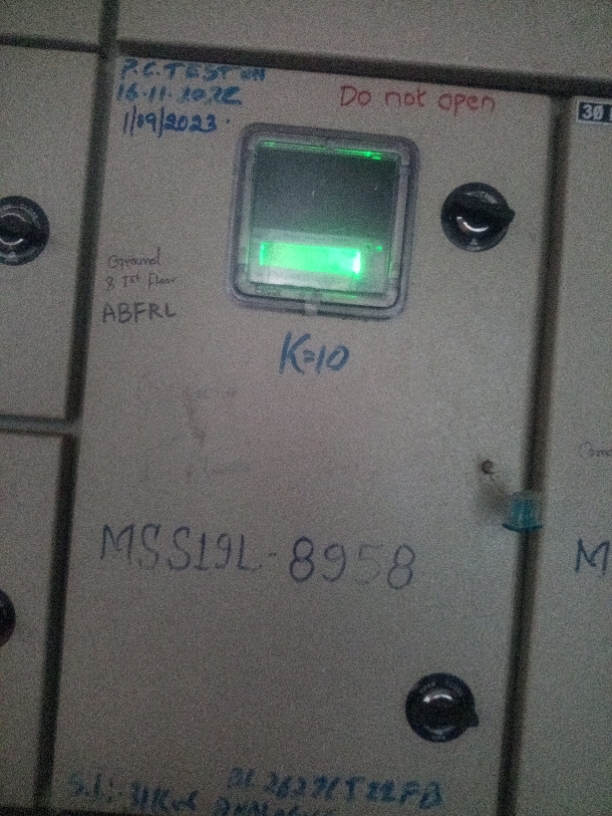 P.C. TEST ON
16.11.2022
1/09/2023.
Do not open
30
Ground
& 1st floor
ABFRL
K=10
MSS19L-8958
M